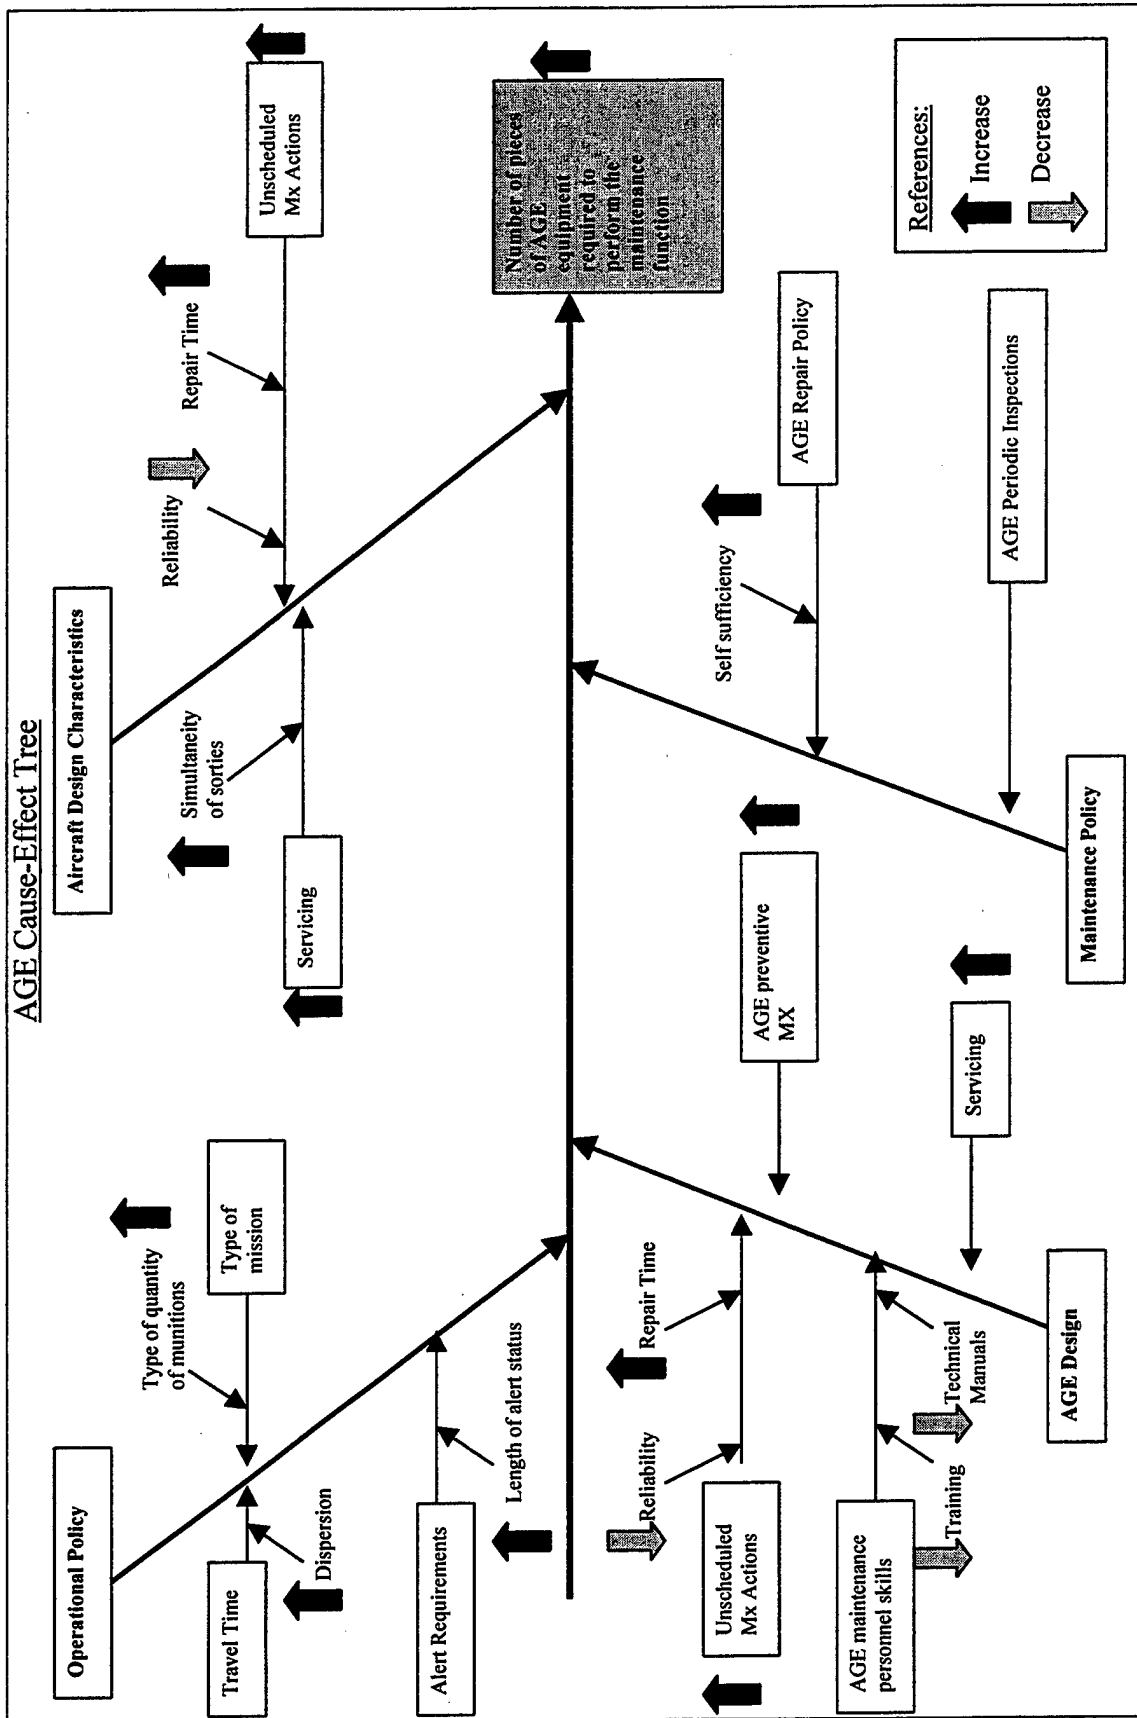 AGE Cause-Effect Tree
Operational Policy
Aircraft Design Characteristics
Travel Time
Dispersion
Type of quantity
of munitions
Type of
mission
Alert Requirements
Length of alert status
Servicing
Simultaneity
of sorties
Reliability
Repair Time
Unscheduled
Mx Actions
Number of pieces
of AGE
equipment
required to
perform the
maintenance
function
Reliability
Repair Time
Unscheduled
Mx Actions
AGE preventive
MX
AGE maintenance
personnel skills
Training
Technical
Manuals
Servicing
AGE Design
Self sufficiency
AGE Repair Policy
AGE Periodic Inspections
Maintenance Policy
References:
Increase
Decrease